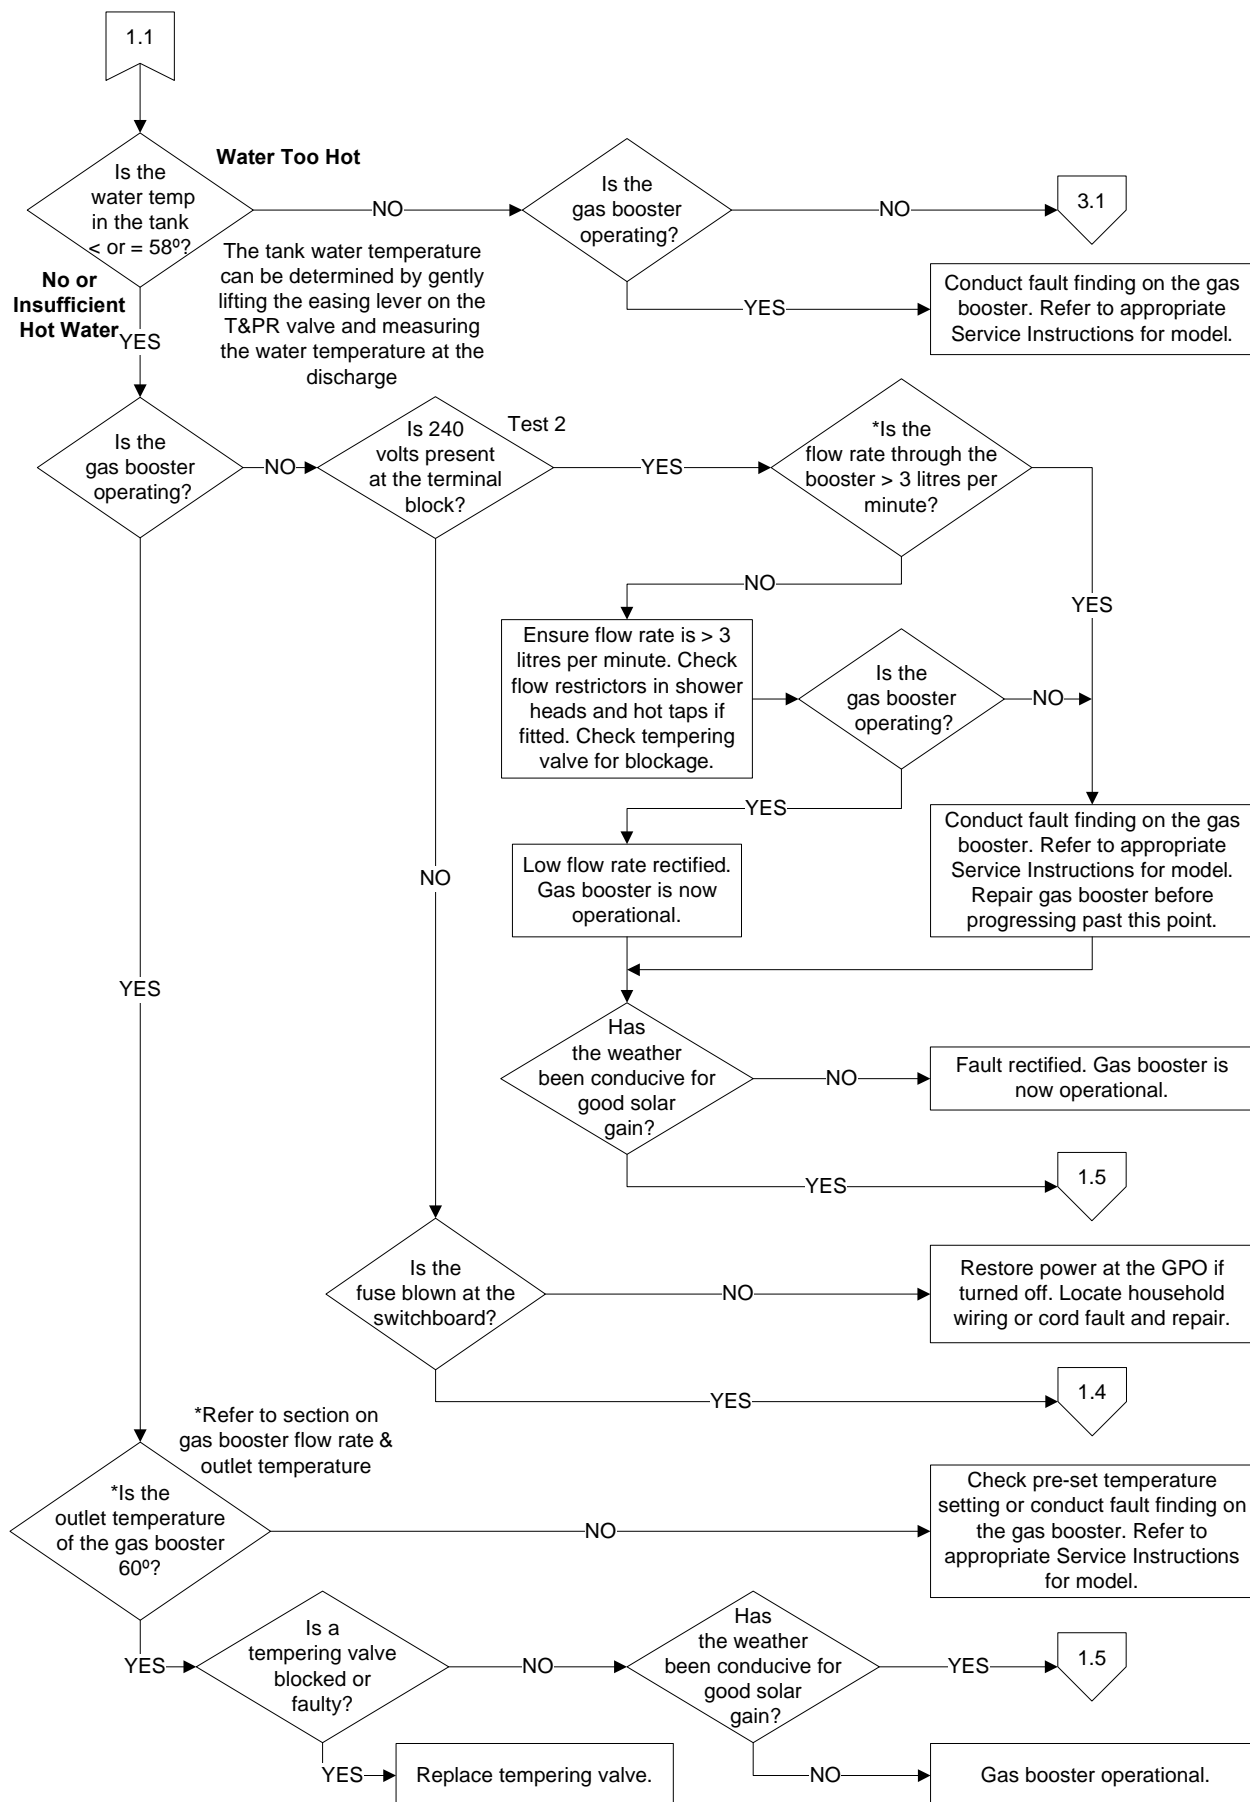 1.1
Water Too Hot
Is the
water temp
in the tank
< or = 58º?
NO
Is the
gas booster
operating?
NO
3.1
No or
Insufficient
Hot Water
YES
The tank water temperature
can be determined by gently
lifting the easing lever on the
T&PR valve and measuring
the water temperature at the
discharge
YES
Conduct fault finding on the gas
booster. Refer to appropriate
Service Instructions for model.
Is the
gas booster
operating?
NO
Is 240
volts present
at the terminal
block?
Test 2
YES
*Is the
flow rate through the
booster > 3 litres per
minute?
NO
YES
Ensure flow rate is > 3
litres per minute. Check
flow restrictors in shower
heads and hot taps if
fitted. Check tempering
valve for blockage.
Is the
gas booster
operating?
NO
YES
Low flow rate rectified.
Gas booster is now
operational.
Conduct fault finding on the gas
booster. Refer to appropriate
Service Instructions for model.
Repair gas booster before
progressing past this point.
NO
YES
Has
the weather
been conducive for
good solar
gain?
NO
Fault rectified. Gas booster is
now operational.
YES
1.5
Is the
fuse blown at the
switchboard?
NO
Restore power at the GPO if
turned off. Locate household
wiring or cord fault and repair.
YES
1.4
*Refer to section on
gas booster flow rate &
outlet temperature
*Is the
outlet temperature
of the gas booster
60º?
NO
Check pre-set temperature
setting or conduct fault finding on
the gas booster. Refer to
appropriate Service Instructions
for model.
YES
Is a
tempering valve
blocked or
faulty?
NO
Has
the weather
been conducive for
good solar
gain?
YES
1.5
YES
Replace tempering valve.
NO
Gas booster operational.